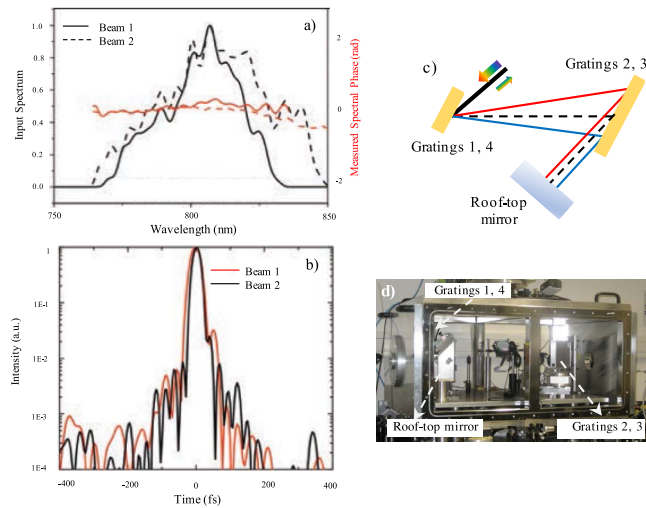 a)
Beam 1
Beam 2
1.0
0.8
0.6
0.4
0.2
0.0
2
0
-2
Input Spectrum
Measured Spectral Phase (rad)
750
800
850
Wavelength (nm)
b)
Beam 1
Beam 2
1
1E-1
1E-2
1E-3
1E-4
Intensity (a.u.)
-400
-200
0
200
400
Time (fs)
c)
Gratings 2, 3
Gratings 1, 4
Roof-top
mirror
d)
Gratings 1, 4
Roof-top mirror
Gratings 2, 3